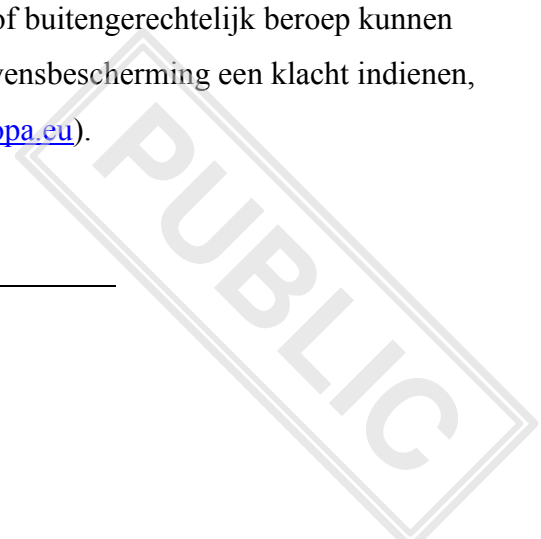 of buitengerechtelijk beroep kunnen
vensbescherming een klacht indienen,
opa.eu).
PUBLIC